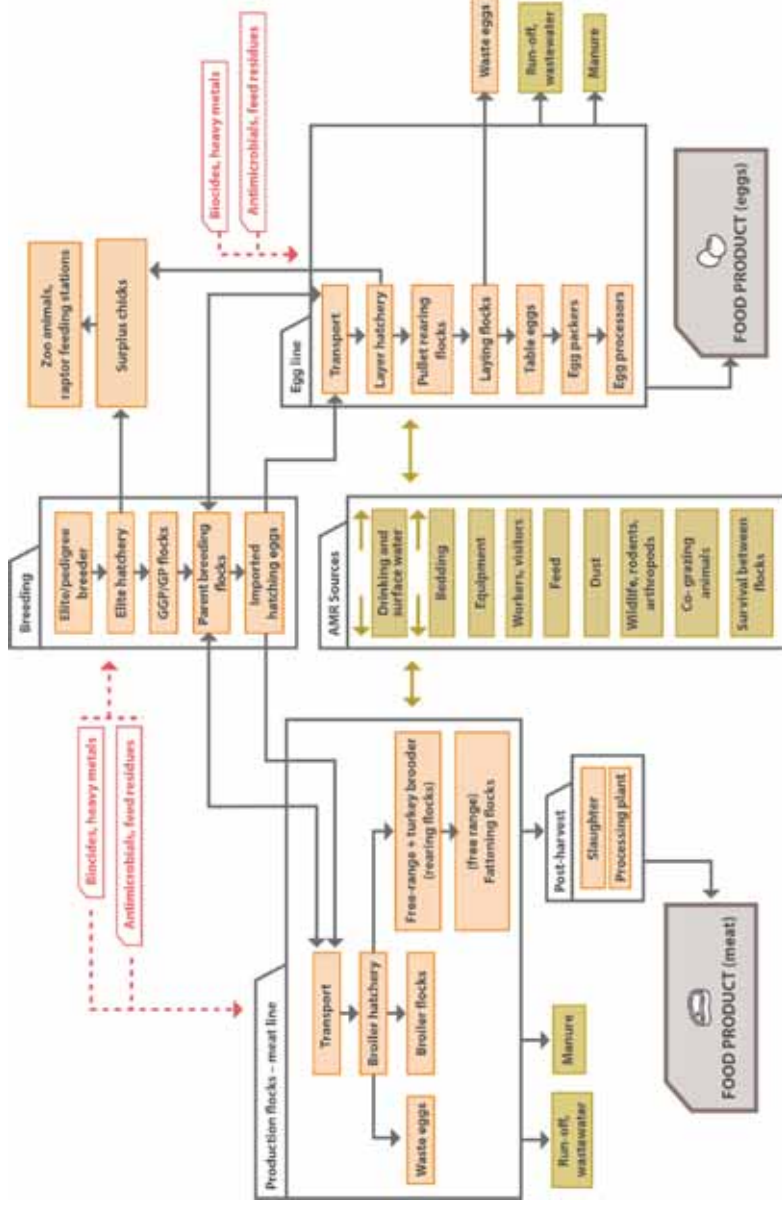 Biocides, heavy metals
Antimicrobials, feed residues
Breeding
Elite/pedigree
breeder
Elite hatchery
GGP/GP flocks
Parent breeding
flocks
Imported
hatching eggs
Zoo animals,
raptor feeding stations
Surplus chicks
Biocides, heavy metals
Antimicrobials, feed residues
Production flocks – meat line
Transport
Broiler hatchery
Waste eggs
Broiler flocks
Free-range + turkey brooder
(rearing flocks)
(free range)
Fattening flocks
Run-off,
wastewater
Manure
Post-harvest
Slaughter
Processing plant
FOOD PRODUCT (meat)
AMR Sources
Drinking and
surface water
Bedding
Equipment
Workers, visitors
Feed
Dust
Wildlife, rodents,
arthropods
Co- grazing
animals
Survival between
flocks
Egg line
Transport
Layer hatchery
Pullet rearing
flocks
Laying flocks
Table eggs
Egg packers
Egg processors
Waste eggs
Run-off,
wastewater
Manure
FOOD PRODUCT (eggs)